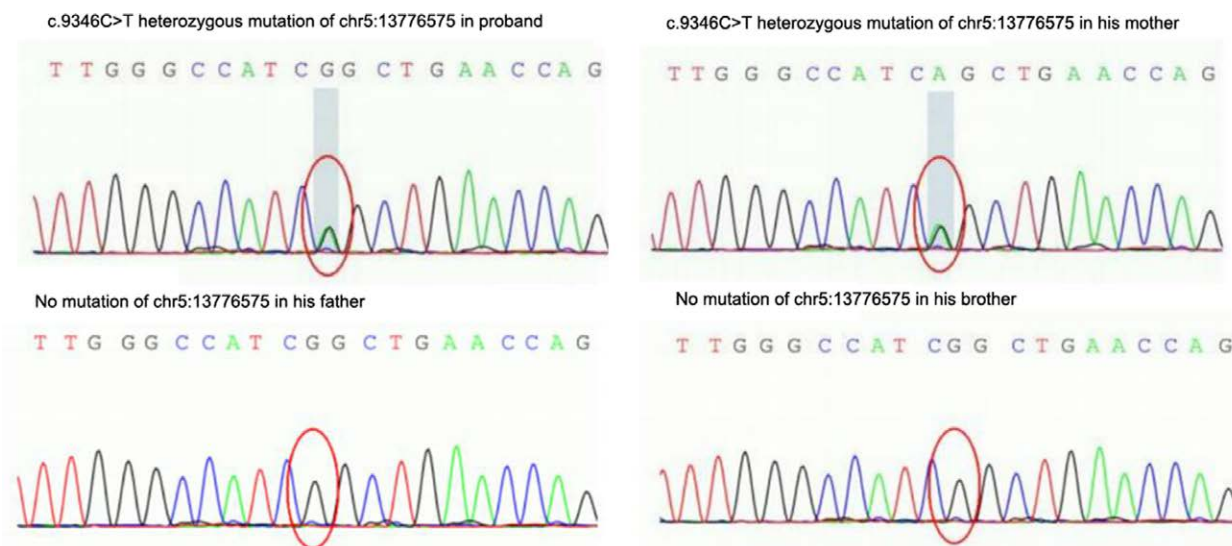 c.9346C>T heterozygous mutation of chr5:13776575 in proband
T T G G G C C A T C G G C T G A A C C A G
c.9346C>T heterozygous mutation of chr5:13776575 in his mother
T T G G G C C A T C A G C T G A A C C A G
No mutation of chr5:13776575 in his father
T T G G G C C A T C G G C T G A A C C A G
No mutation of chr5:13776575 in his brother
T T G G G C C A T C G G C T G A A C C A G